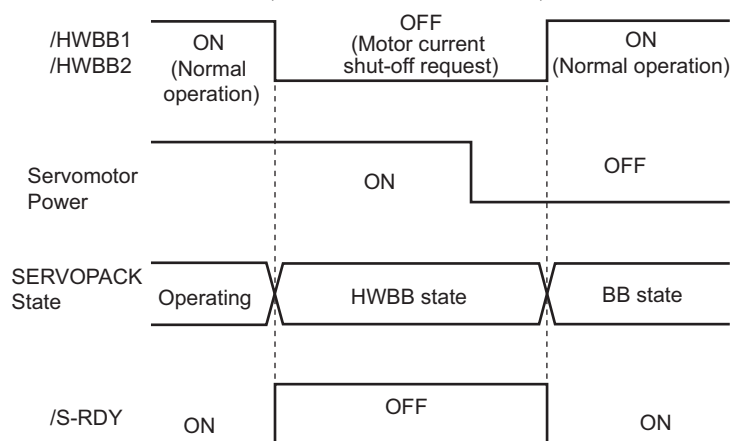 /HWBB1
/HWBB2
ON
(Normal
operation)
OFF
(Motor current
shut-off request)
ON
(Normal operation)
Servomotor
Power
ON
OFF
SERVOPACK
State
Operating
HWBB state
BB state
/S-RDY
ON
OFF
ON